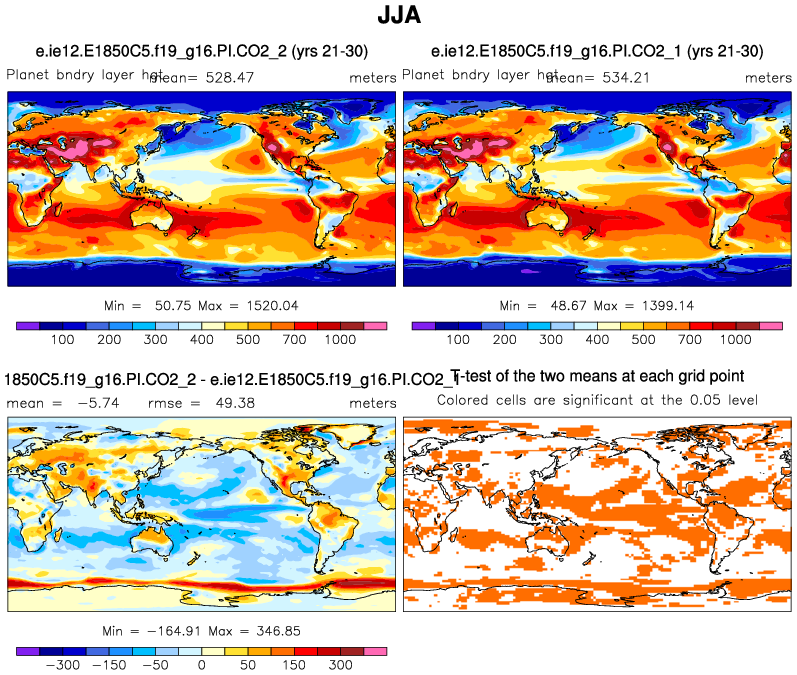 JJA
e.ie12.E1850C5.f19_g16.PI.CO2_2 (yrs 21-30)
Planet bndry layer hgt mean= 528.47 meters
e.ie12.E1850C5.f19_g16.PI.CO2_1 (yrs 21-30)
Planet bndry layer hgt mean= 534.21 meters
Min = 50.75 Max = 1520.04
100 200 300 400 500 700 1000
Min = 48.67 Max = 1399.14
100 200 300 400 500 700 1000
1850C5.f19_g16.PI.CO2_2 - e.ie12.E1850C5.f19_g16.PI.CO2_1
mean = -5.74 rmse = 49.38 meters
T-test of the two means at each grid point
Colored cells are significant at the 0.05 level
Min = -164.91 Max = 346.85
-300 -150 -50 0 50 150 300